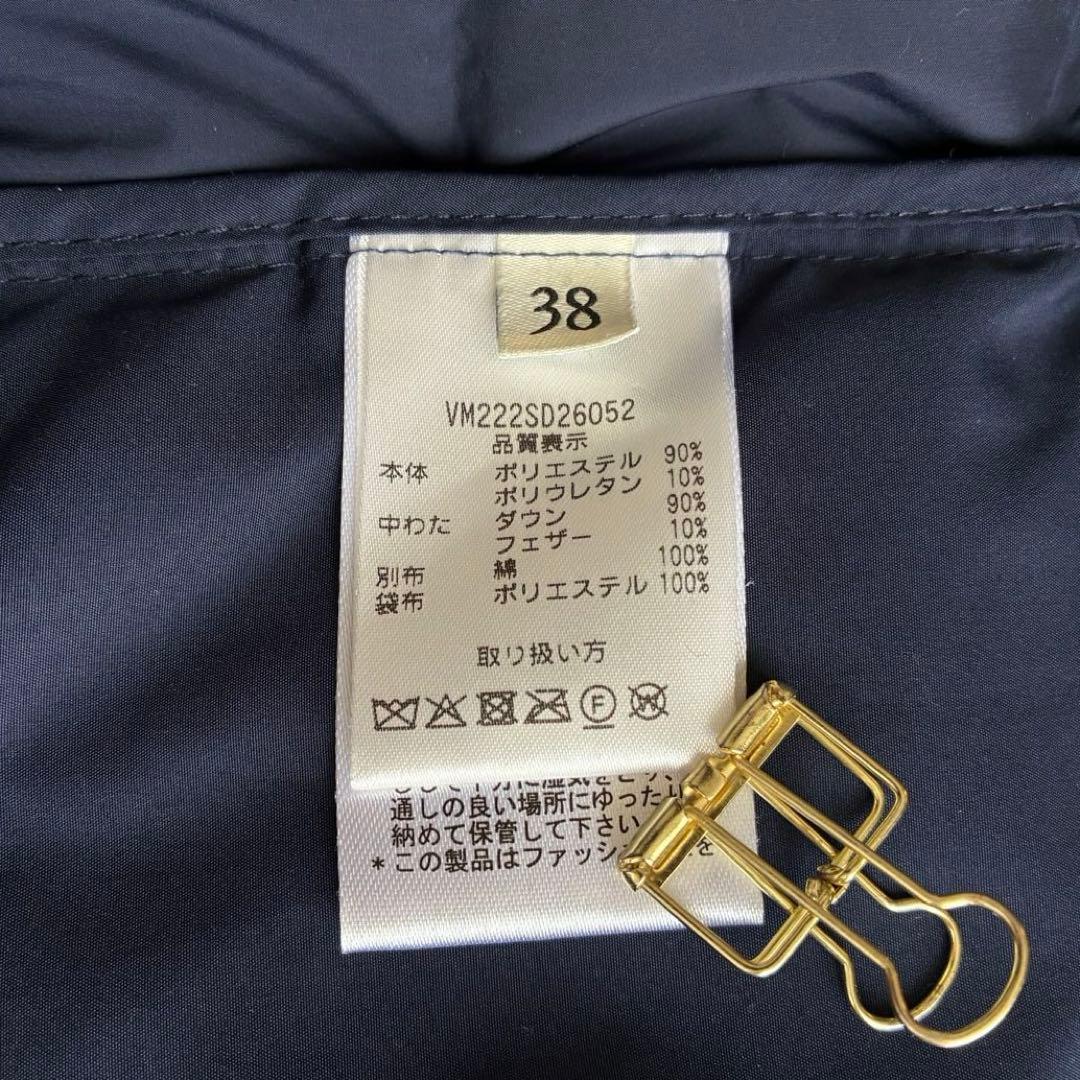 38
VM222SD26052
品質表示
本体 ポリエステル 90%
ポリウレタン 10%
中わた ダウン 90%
フェザー 10%
別布 綿 100%
袋布 ポリエステル 100%
取り扱い方
F
W
通しの良い場所にゆったり
納めて保管して下さい
*この製品はファッシ を